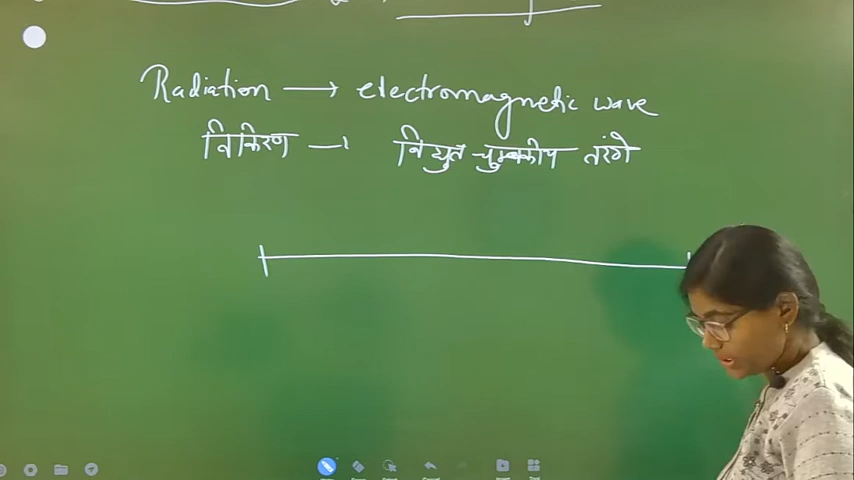 Radiation → electromagnetic wave
विकिरण → विद्युत चुम्बकीय तरंगे